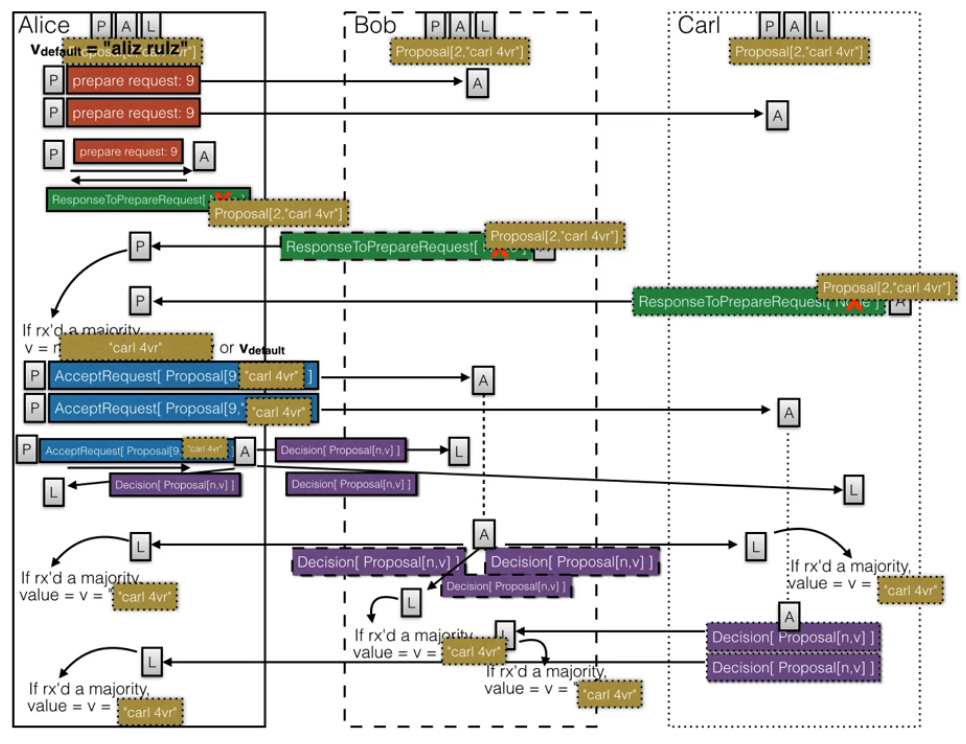 Alice
P A L
Bob
P A L
Carl
P A L
Vdefault = "aliz rulz"
Proposal[2,"carl 4vr"]
Proposal[2,"carl 4vr"]
P
prepare request: 9
A
P
prepare request: 9
A
P
prepare request: 9
A
ResponseToPrepareRequest[
Proposal[2,"carl 4vr"]
P
ResponseToPrepareRequest[
Proposal[2,"carl 4vr"]
P
ResponseToPrepareRequest[
Proposal[2,"carl 4vr"]
A
If rx'd a majority,
v =
"carl 4vr"
or Vdefault
P
AcceptRequest[ Proposal[9
"carl 4vr"
]
A
P
AcceptRequest[ Proposal[9,"
"carl 4vr"
A
P
AcceptRequest[ Proposal[9,
"carl 4vr"
A
Decision[ Proposal[n,v] ]
L
L
Decision[ Proposal[n,v] ]
Decision[ Proposal[n,v] ]
L
L
A
L
Decision[ Proposal[n,v] ]
Decision[ Proposal[n,v] ]
Decision[ Proposal[n,v] ]
If rx'd a majority,
value = v = "
"carl 4vr"
If rx'd a majority,
value = v =
"carl 4vr"
L
A
If rx'd a majority,
value = v =
"carl 4vr"
L
Decision[ Proposal[n,v] ]
L
Decision[ Proposal[n,v] ]
If rx'd a majority,
value = v = "
"carl 4vr"
If rx'd a majority,
value = v =
"carl 4vr"